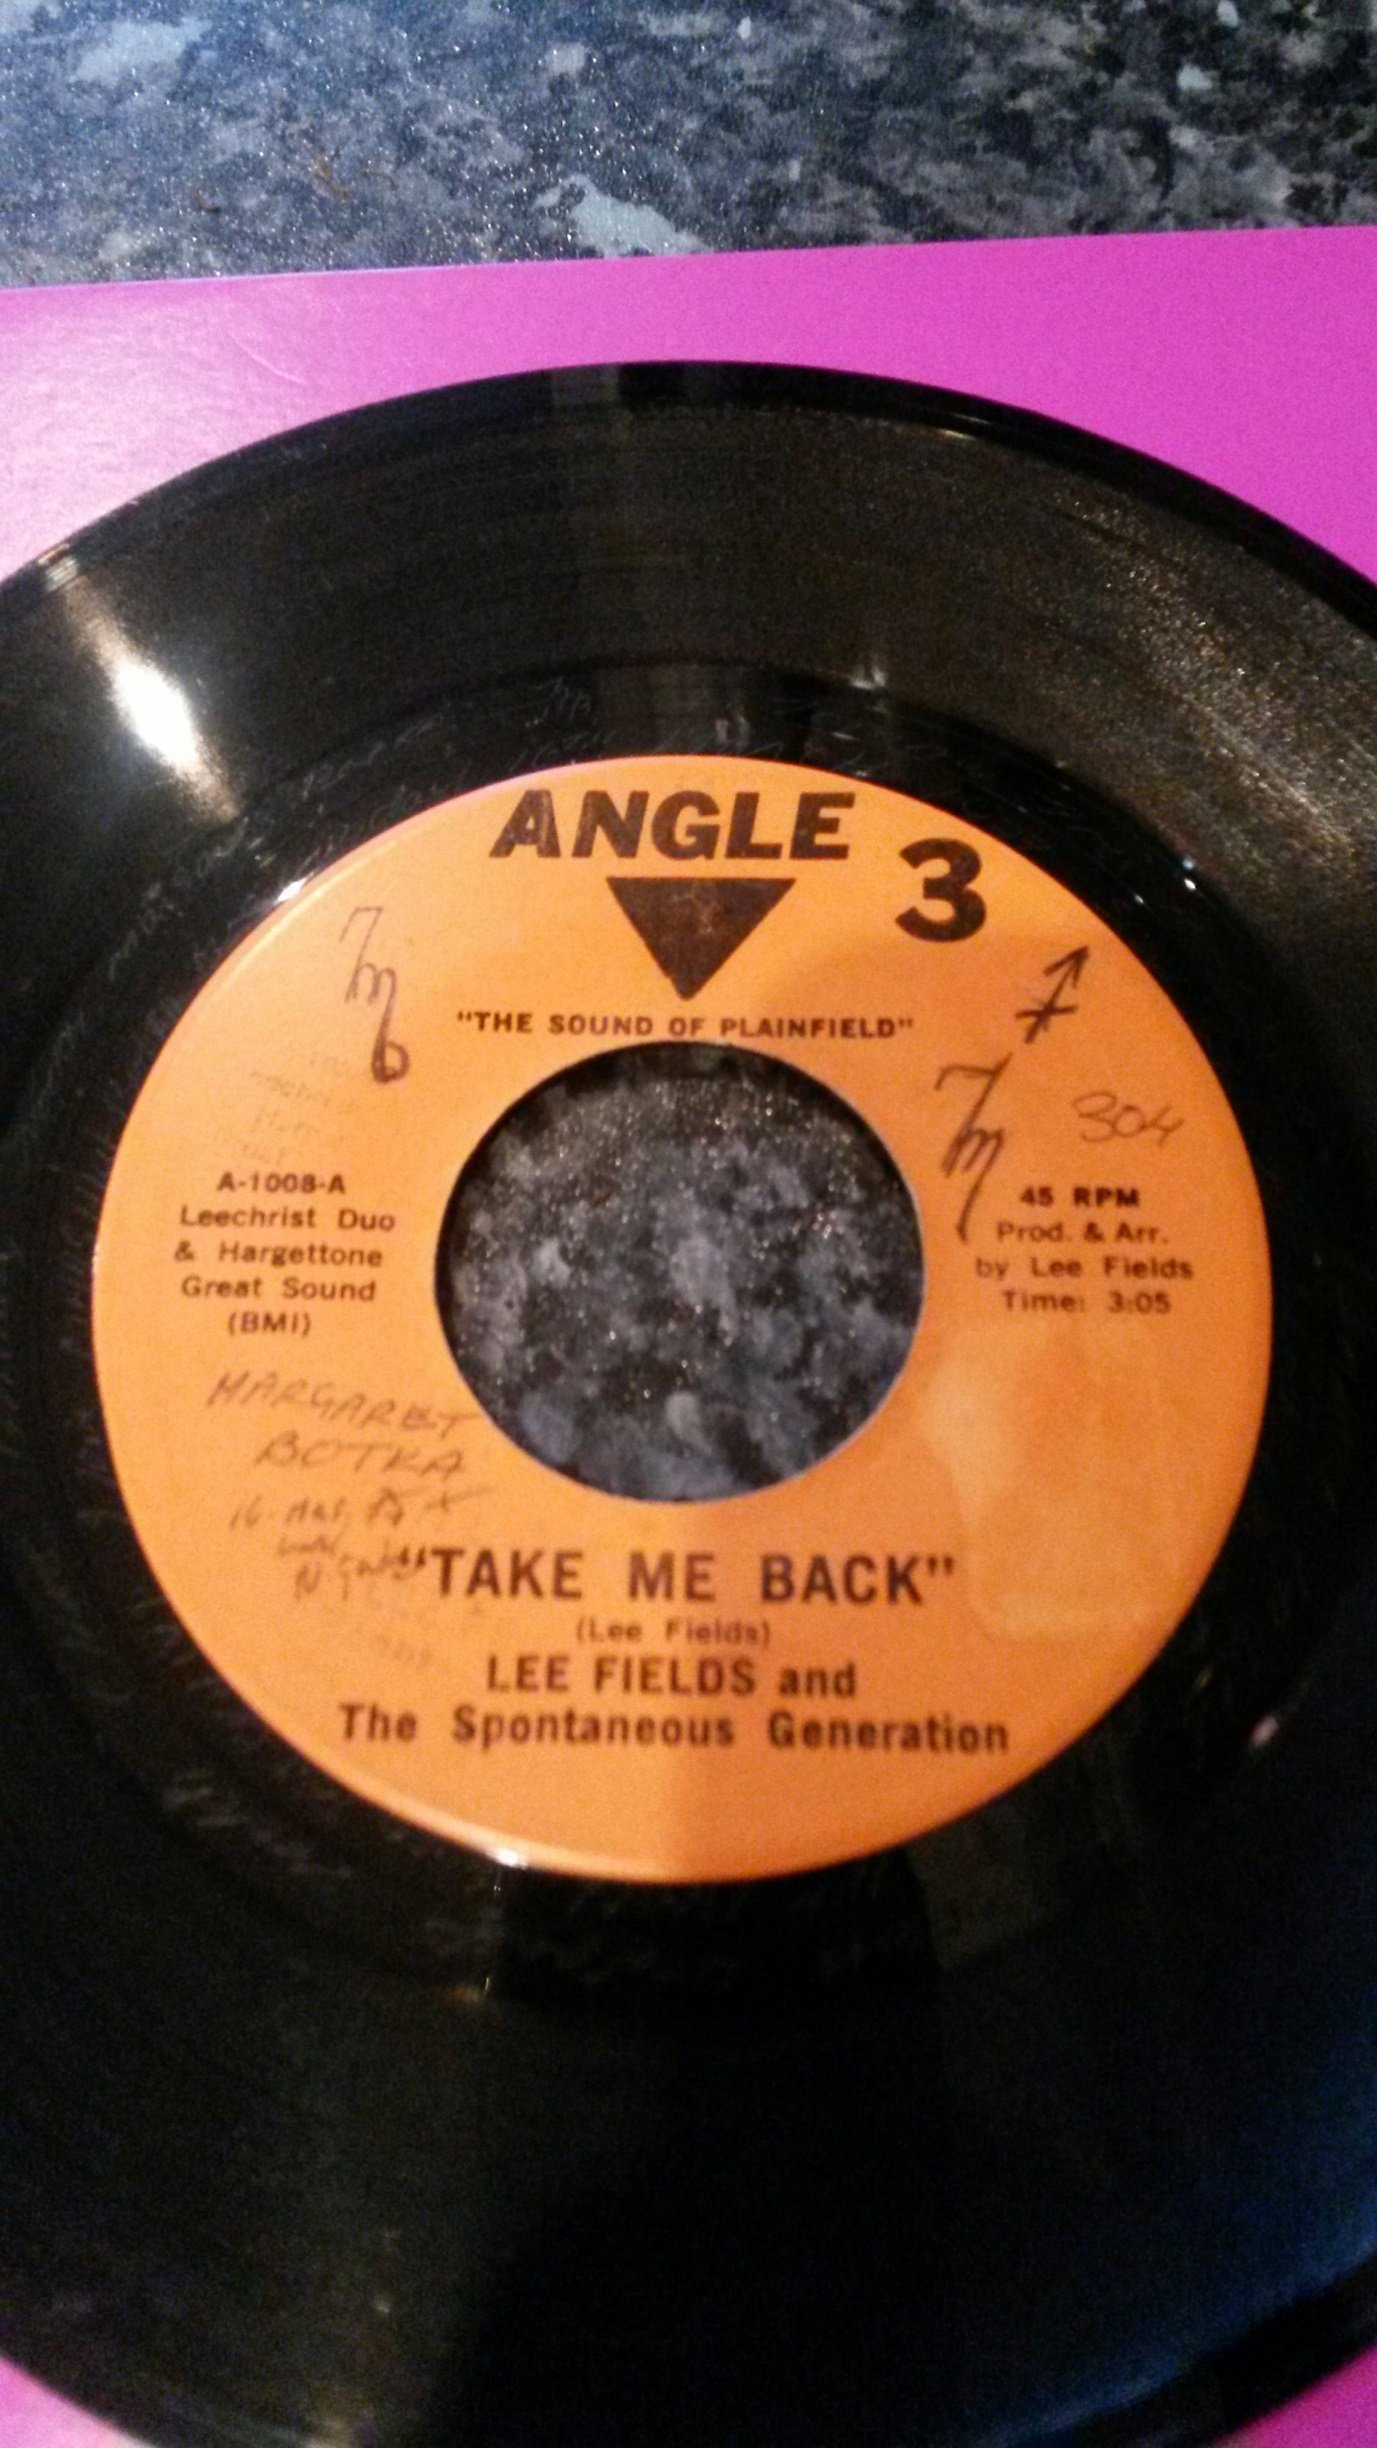 ANGLE 3
"THE SOUND OF PLAINFIELD"
304
A-1008-A
Leechrist Duo
& Hargettone
Great Sound
(BMI)
45 RPM
Prod. & Arr.
by Lee Fields
Time: 3:05
MARGARET
BOTKA
"TAKE ME BACK"
(Lee Fields)
LEE FIELDS and
The Spontaneous Generation